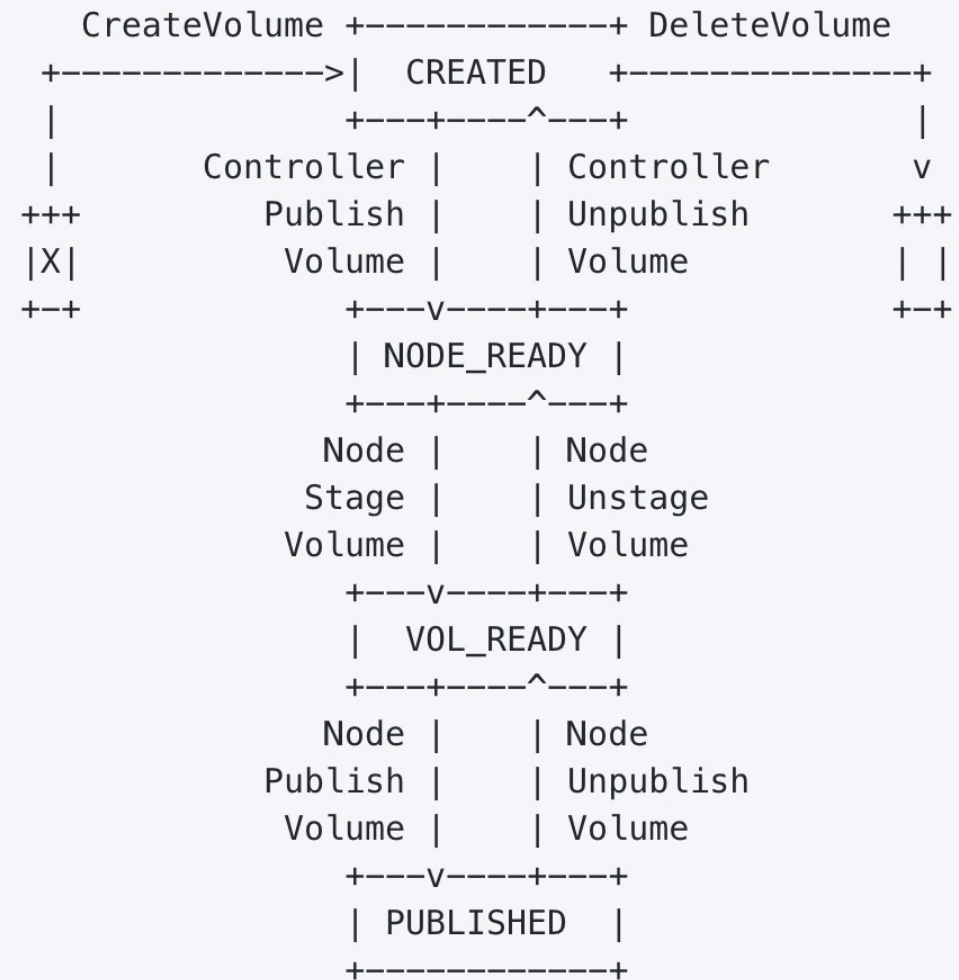 CreateVolume +------------+ DeleteVolume
 +------------->|  CREATED   +--------------+
 |              +---+----^---+              |
 |       Controller |    | Controller       v
+++         Publish |    | Unpublish       +++
|X|          Volume |    | Volume          | |
+-+             +---v----+---+             +-+
                | NODE_READY |
                +---+----^---+
               Node |    | Node
              Stage |    | Unstage
             Volume |    | Volume
                +---v----+---+
                |  VOL_READY |
                +---+----^---+
               Node |    | Node
            Publish |    | Unpublish
             Volume |    | Volume
                +---v----+---+
                | PUBLISHED  |
                +------------+